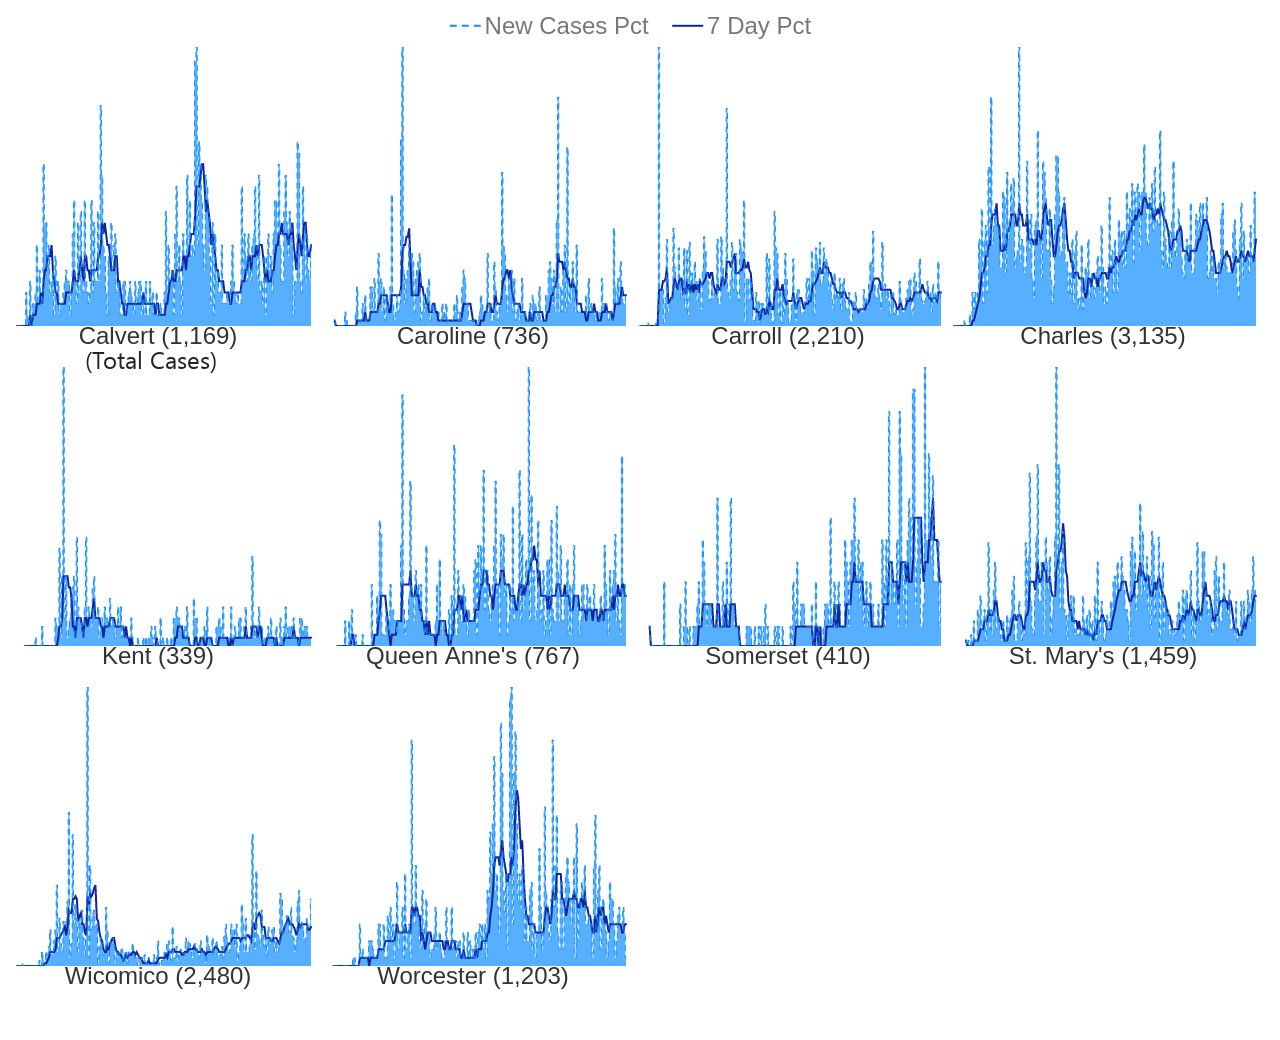 New Cases Pct 7 Day Pct
Calvert (1,169) Caroline (736) Carroll (2,210) Charles (3,135)
(Total Cases)
Kent (339) Queen Anne's (767) Somerset (410) St. Mary's (1,459)
Wicomico (2,480) Worcester (1,203)